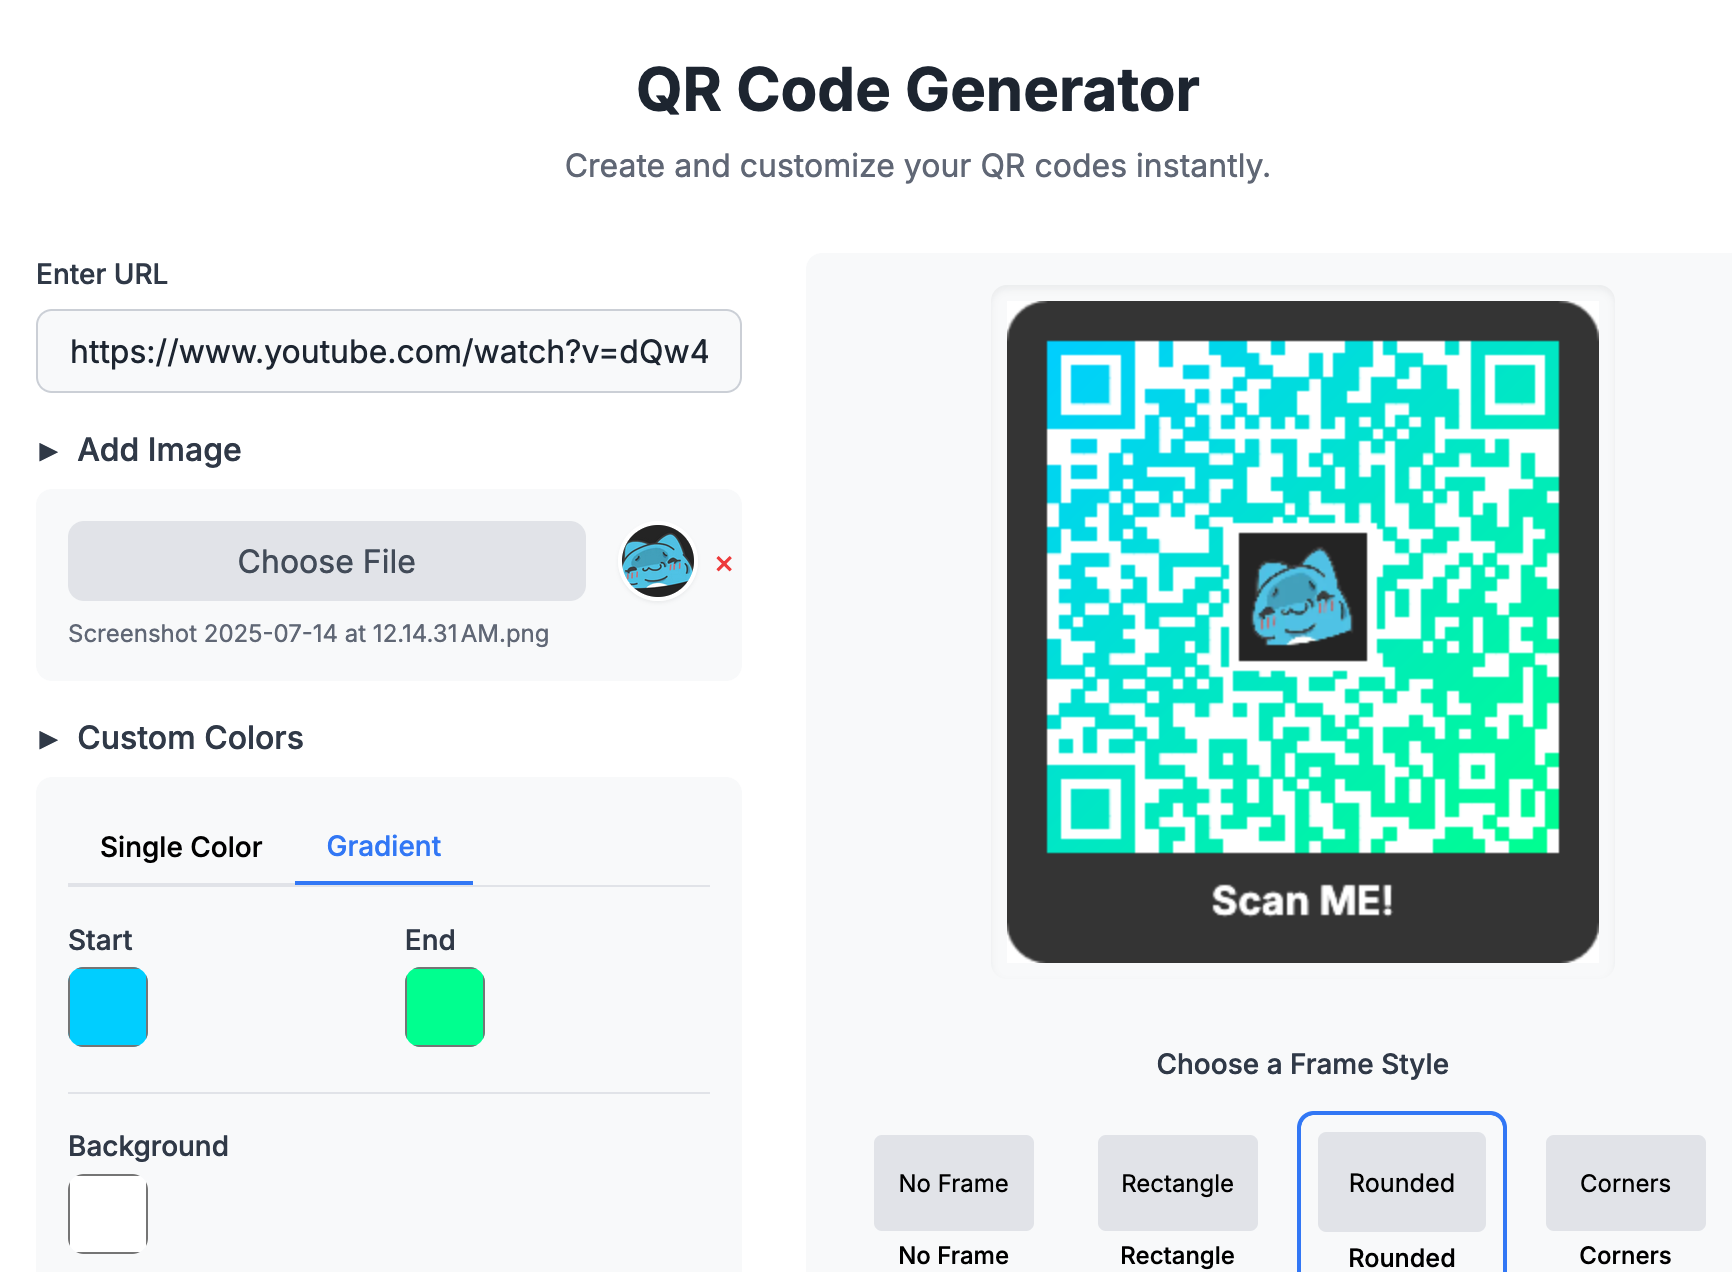 QR Code Generator
Create and customize your QR codes instantly.
Enter URL
https://www.youtube.com/watch?v=dQw4
► Add Image
Choose File
×
Screenshot 2025-07-14 at 12.14.31 AM.png
► Custom Colors
Single Color
Gradient
Start
End
Background
Scan ME!
Choose a Frame Style
No Frame
Rectangle
Rounded
Corners
No Frame
Rectangle
Rounded
Corners